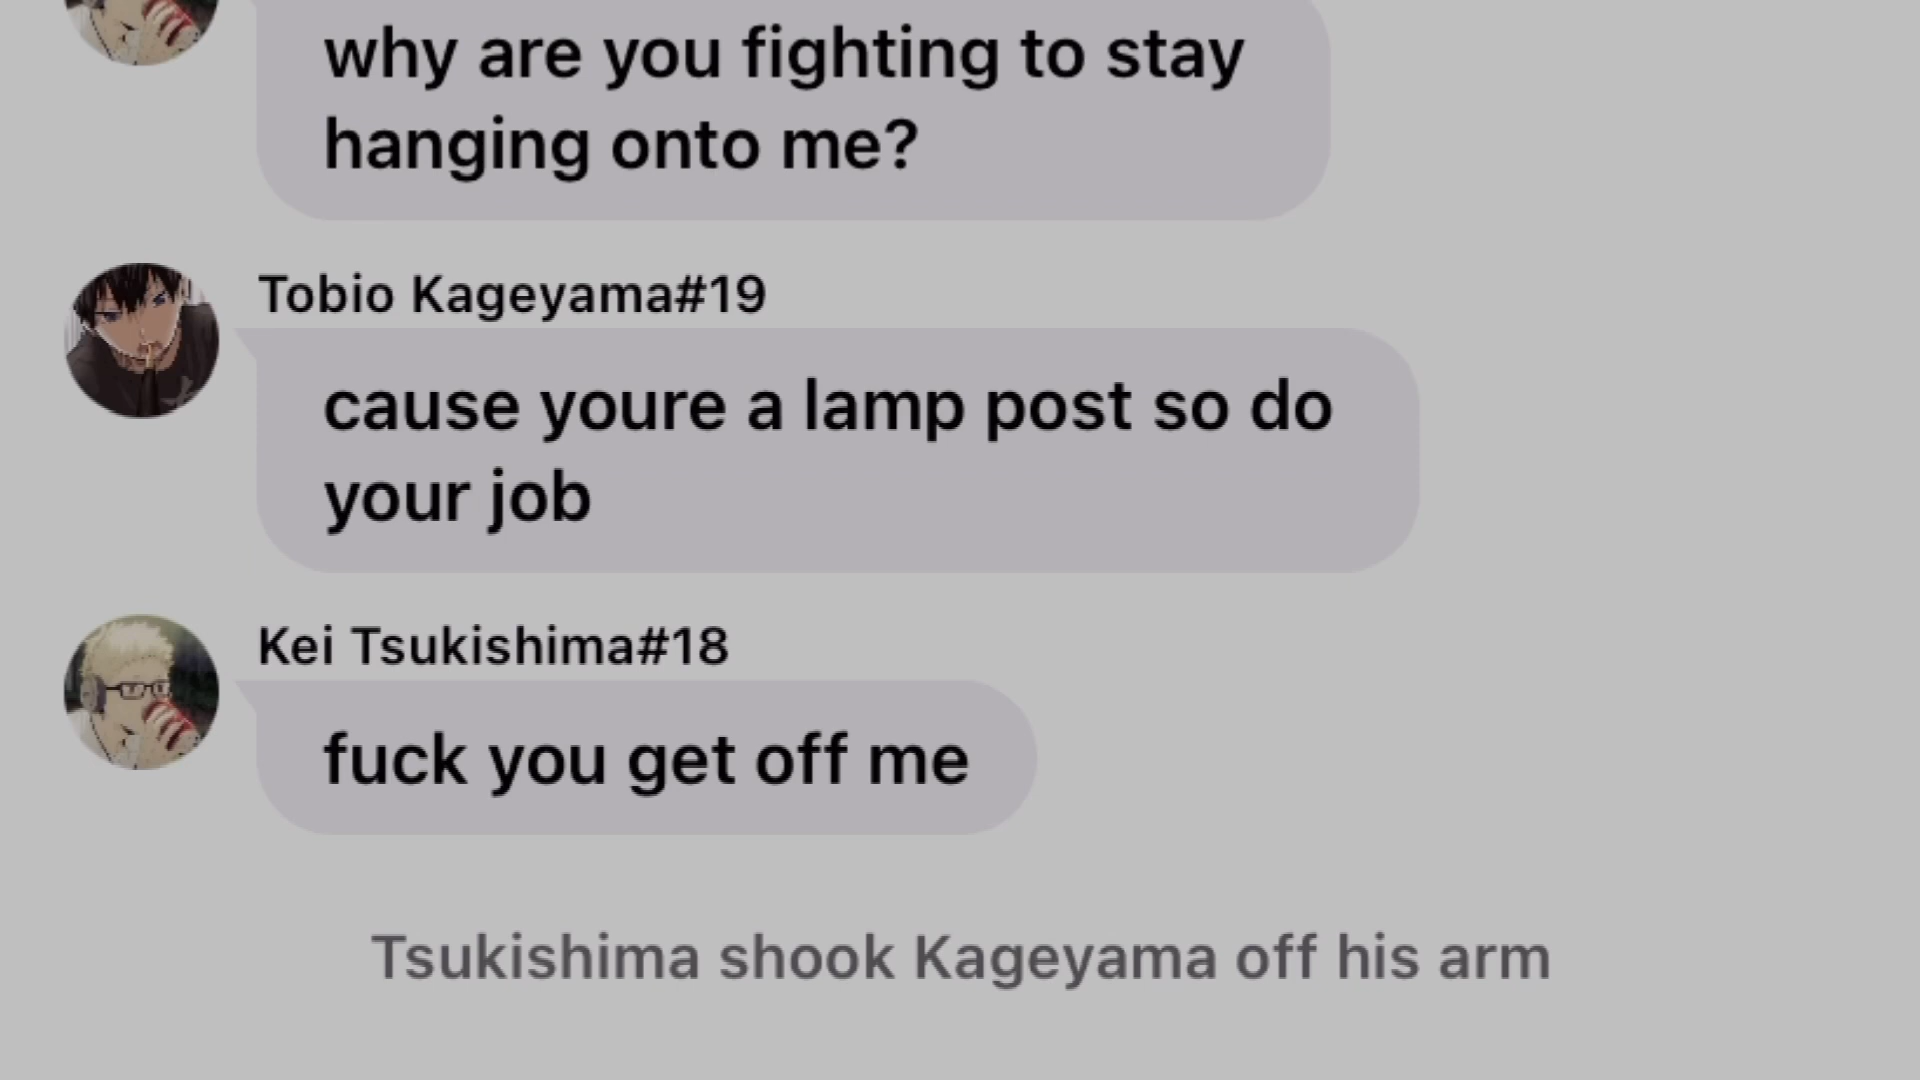 why are you fighting to stay
hanging onto me?
Tobio Kageyama#19
cause youre a lamp post so do
your job
Kei Tsukishima#18
fuck you get off me
Tsukishima shook Kageyama off his arm